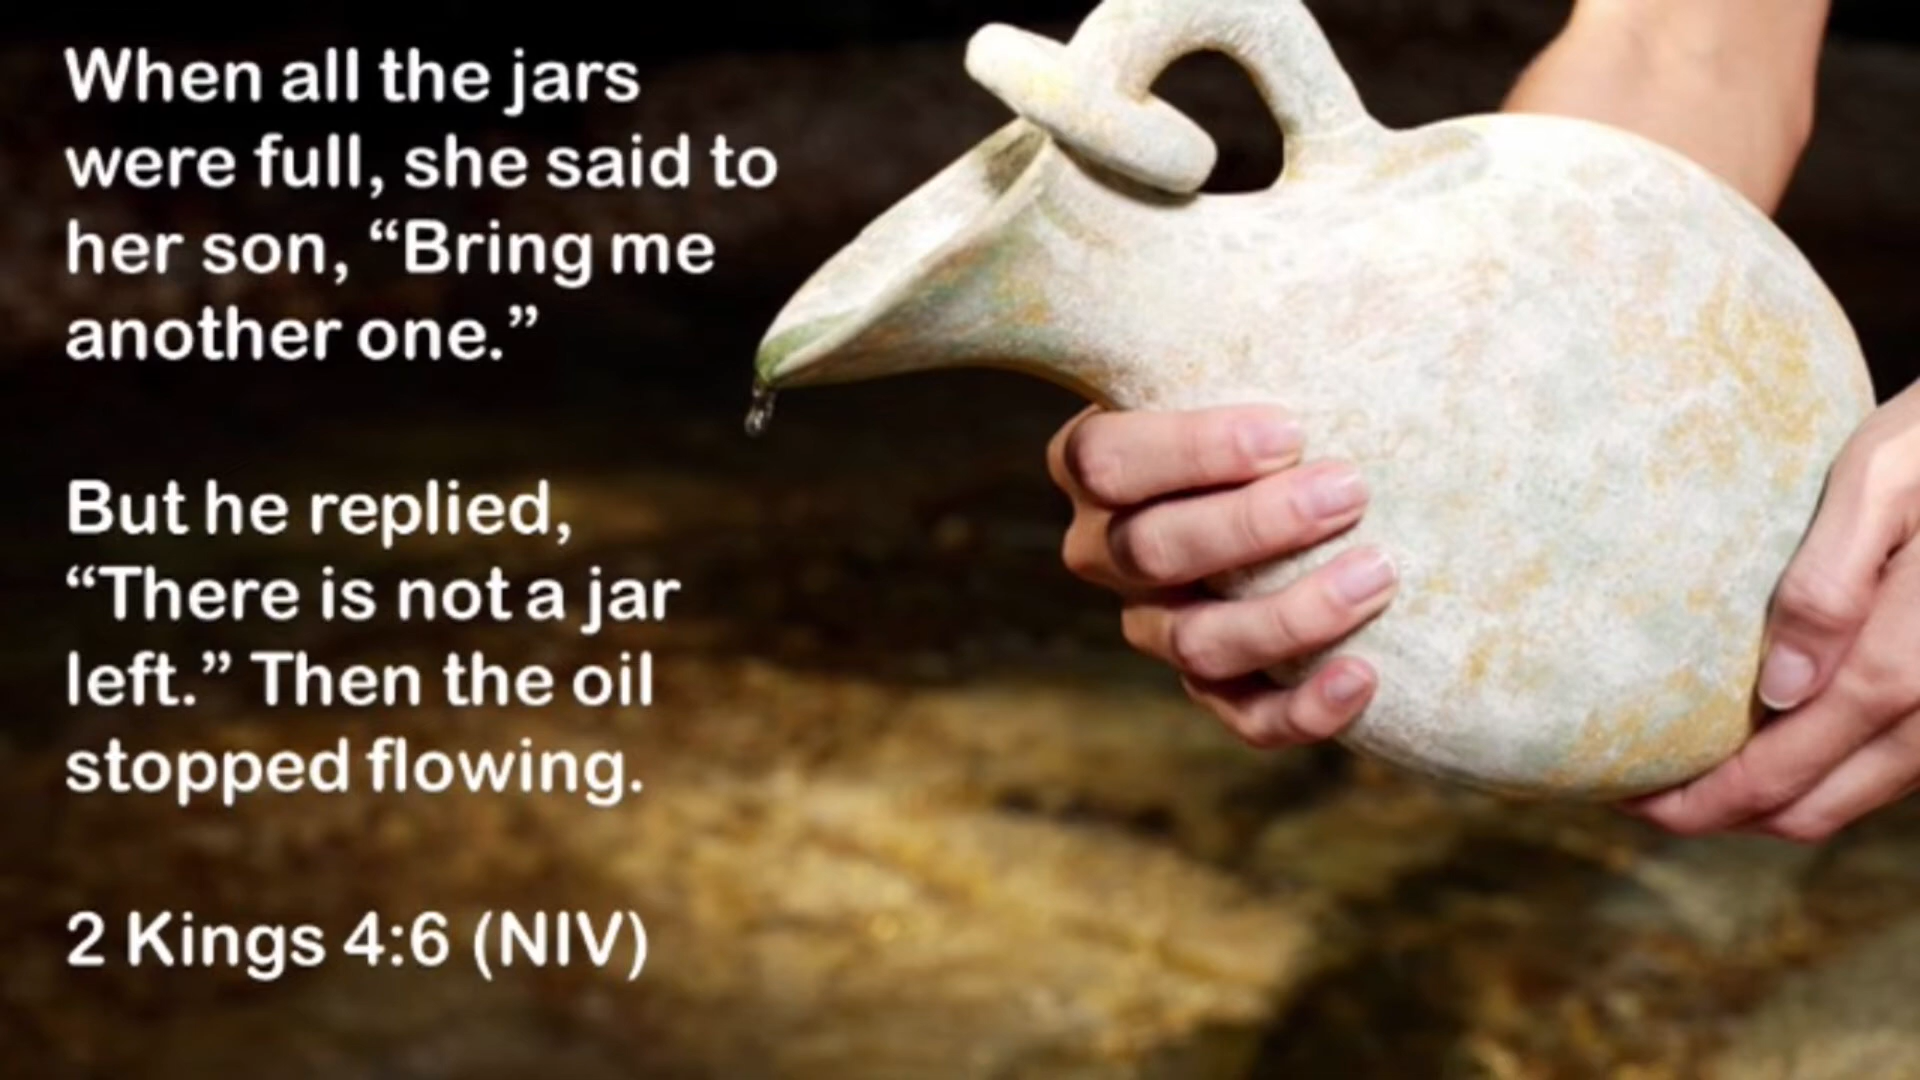 When all the jars
were full, she said to
her son, “Bring me
another one.”
But he replied,
“There is not a jar
left.” Then the oil
stopped flowing.
2 Kings 4:6 (NIV)